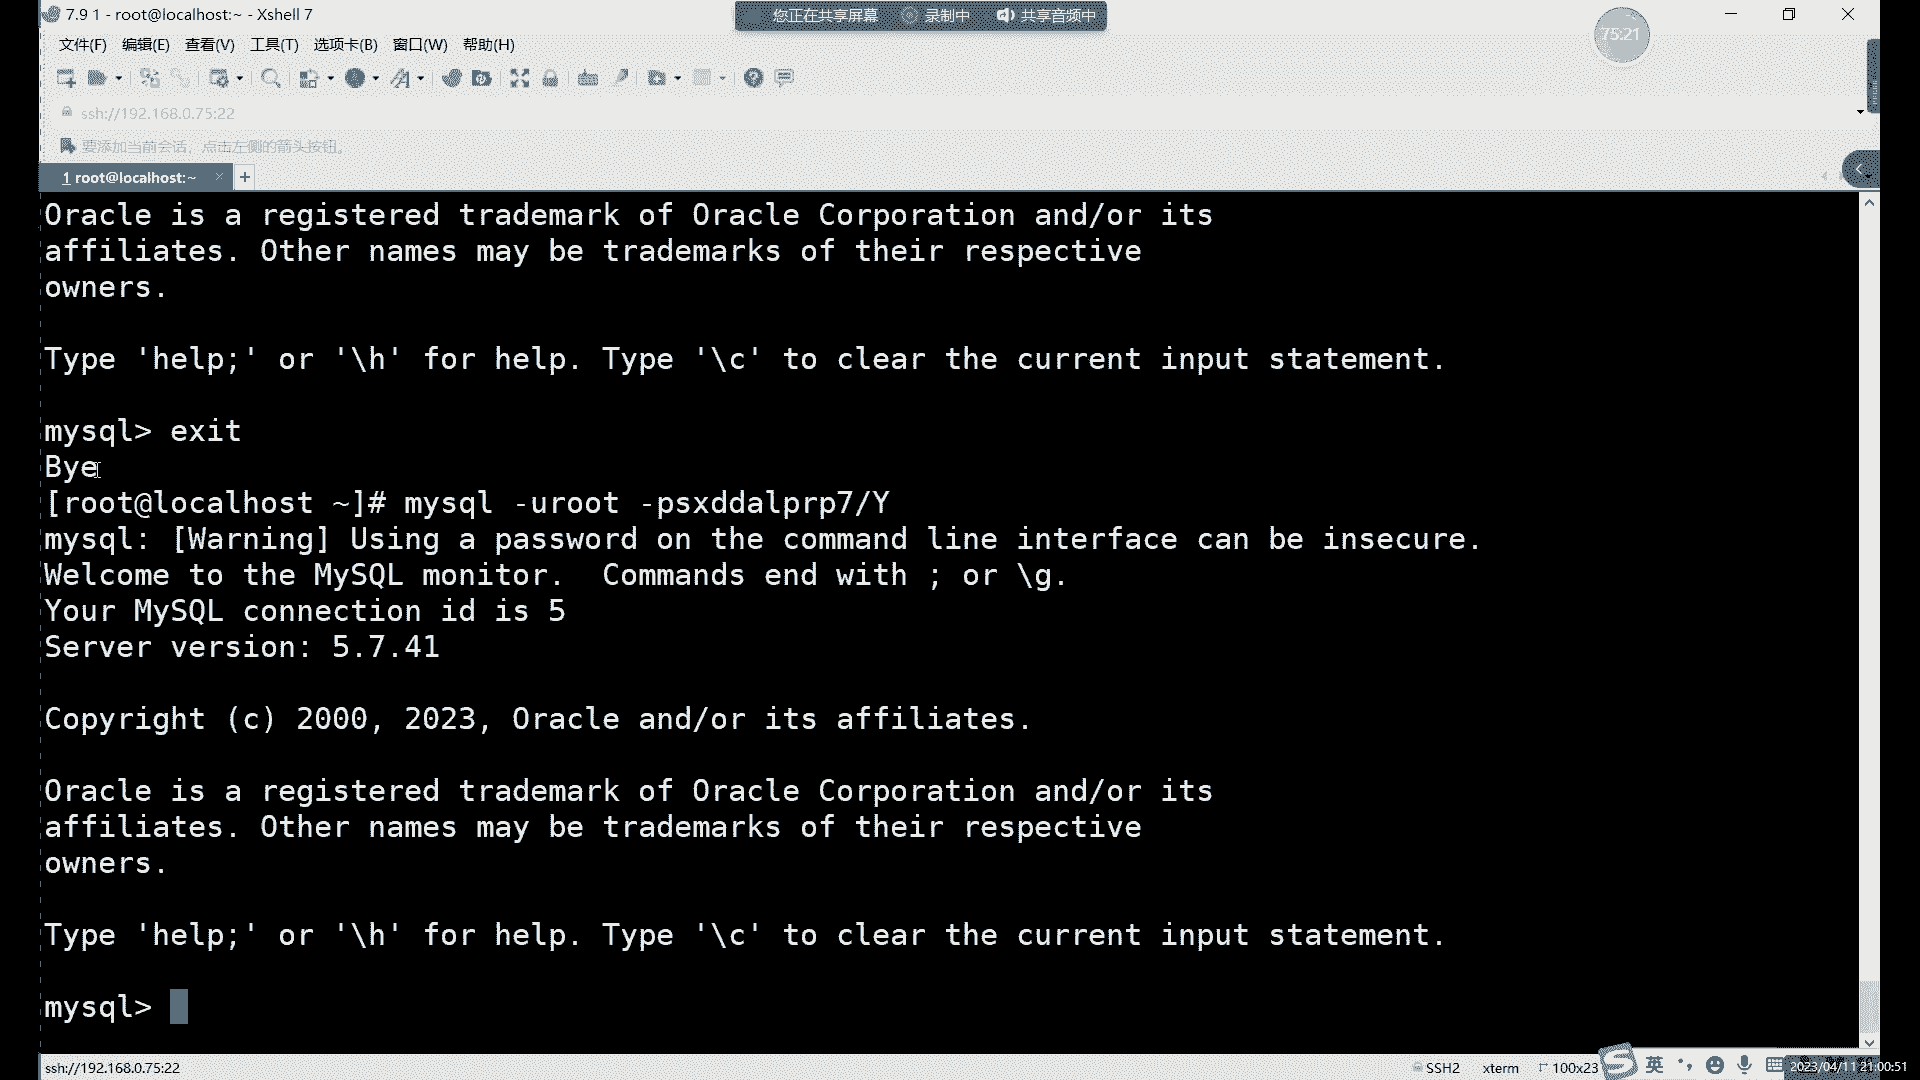 7.9 1 - root@localhost:~ - Xshell 7
您正在共享屏幕 录制中 共享音频中
75:21
文件(F) 编辑(E) 查看(V) 工具(T) 选项卡(B) 窗口(W) 帮助(H)
ssh://192.168.0.75:22
要添加当前会话，点击左侧的箭头按钮。
1 root@localhost:~ × +
Oracle is a registered trademark of Oracle Corporation and/or its
affiliates. Other names may be trademarks of their respective
owners.
Type 'help;' or '\h' for help. Type '\c' to clear the current input statement.
mysql> exit
Bye
[root@localhost ~]# mysql -uroot -psxddalprp7/Y
mysql: [Warning] Using a password on the command line interface can be insecure.
Welcome to the MySQL monitor.  Commands end with ; or \g.
Your MySQL connection id is 5
Server version: 5.7.41
Copyright (c) 2000, 2023, Oracle and/or its affiliates.
Oracle is a registered trademark of Oracle Corporation and/or its
affiliates. Other names may be trademarks of their respective
owners.
Type 'help;' or '\h' for help. Type '\c' to clear the current input statement.
mysql>
ssh://192.168.0.75:22 SSH2 xterm 100x23 英 2023/04/11 21:00:51